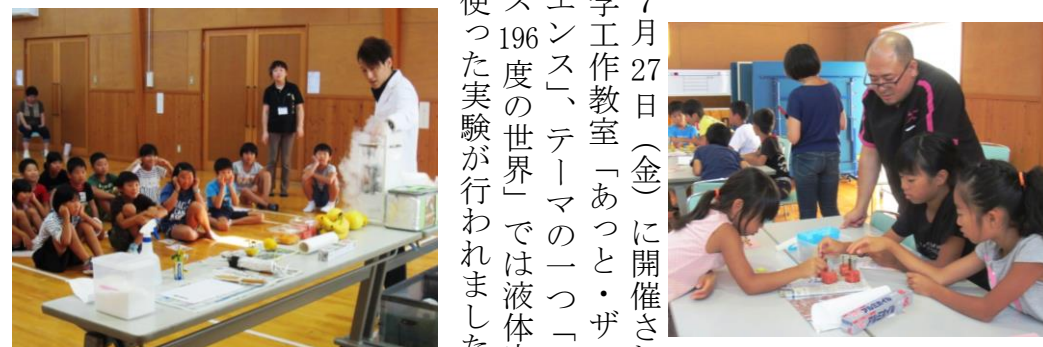 7月27日（金）に開催さ
学工作教室「あっと・ザ
エンス」、テーマの一つ「
196度の世界」では液体
使った実験が行われました